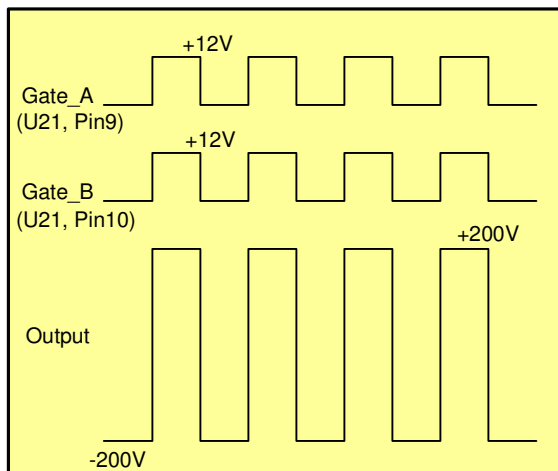 +12V
Gate_A
(U21, Pin9)
+12V
Gate_B
(U21, Pin10)
+200V
Output
-200V